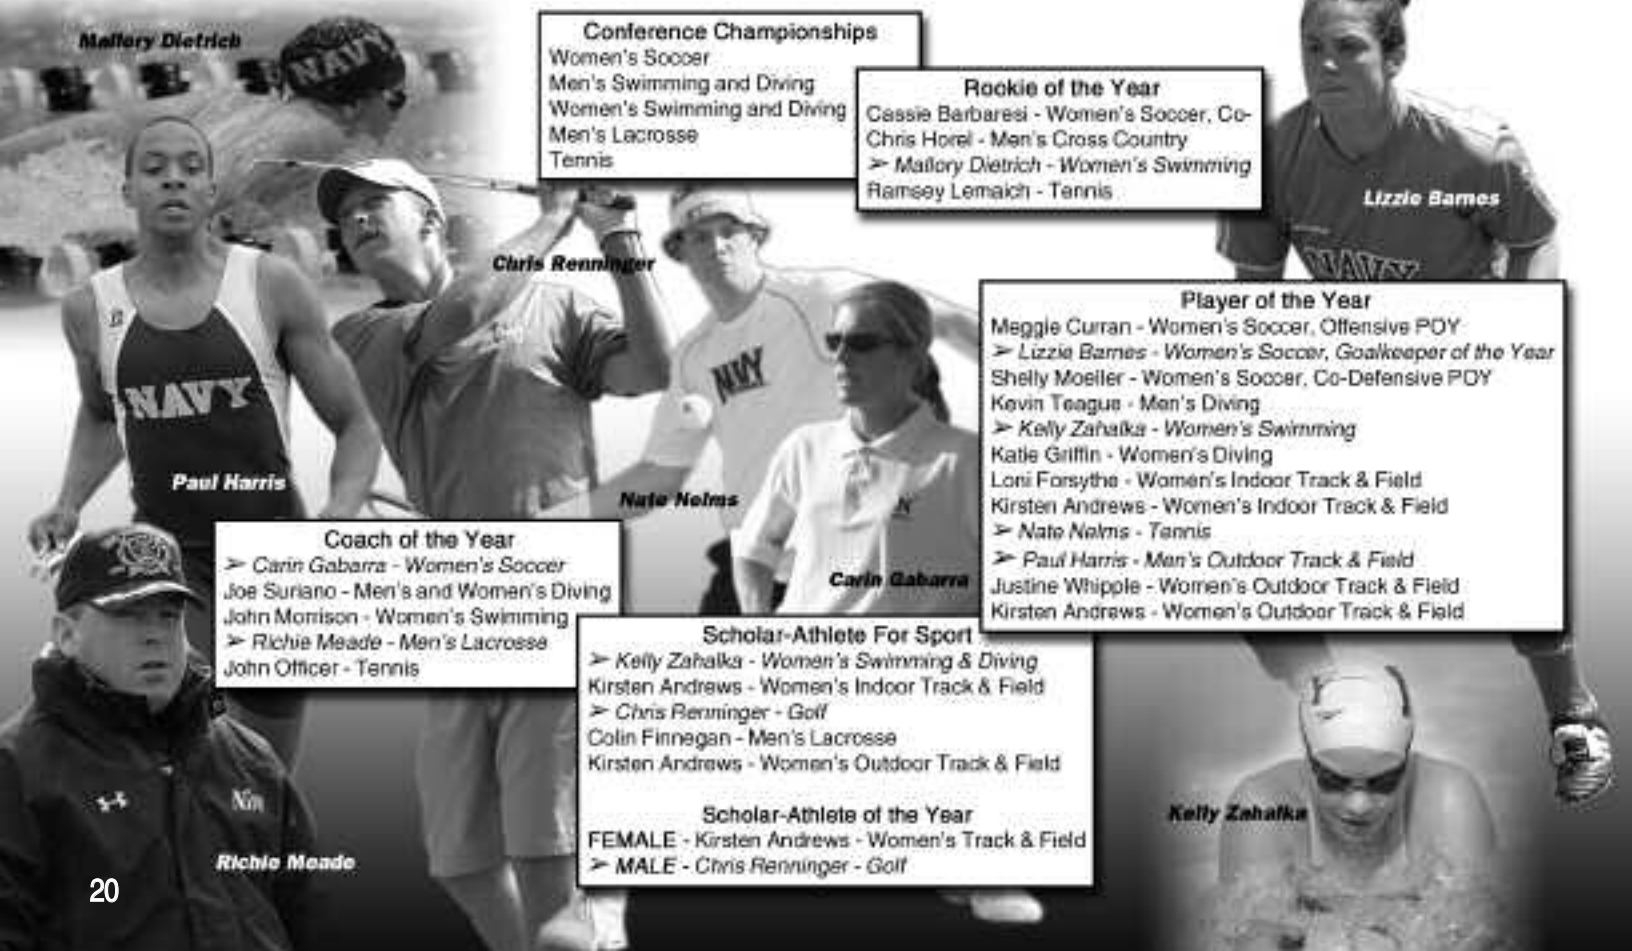 Mallory Dietrich
NAVY
Conference Championships
Women's Soccer
Men's Swimming and Diving
Women's Swimming and Diving
Men's Lacrosse
Tennis
Rookie of the Year
Cassie Barbaresi - Women's Soccer, Co-
Chris Horel - Men's Cross Country
➢ Mallory Dietrich - Women's Swimming
Ramsey Lemaich - Tennis
Lizzie Barnes
NAVY
Chris Renninger
NAVY
NAVY
Paul Harris
Nate Nelms
N
Carin Gabarra
Player of the Year
Meggie Curran - Women's Soccer, Offensive POY
➢ Lizzie Barnes - Women's Soccer, Goalkeeper of the Year
Shelly Moeller - Women's Soccer, Co-Defensive POY
Kevin Teague - Men's Diving
➢ Kelly Zahalka - Women's Swimming
Katie Griffin - Women's Diving
Loni Forsythe - Women's Indoor Track & Field
Kirsten Andrews - Women's Indoor Track & Field
➢ Nate Nelms - Tennis
➢ Paul Harris - Men's Outdoor Track & Field
Justine Whipple - Women's Outdoor Track & Field
Kirsten Andrews - Women's Outdoor Track & Field
Coach of the Year
➢ Carin Gabarra - Women's Soccer
Joe Suriano - Men's and Women's Diving
John Morrison - Women's Swimming
➢ Richie Meade - Men's Lacrosse
John Officer - Tennis
Scholar-Athlete For Sport
➢ Kelly Zahalka - Women's Swimming & Diving
Kirsten Andrews - Women's Indoor Track & Field
➢ Chris Renninger - Golf
Colin Finnegan - Men's Lacrosse
Kirsten Andrews - Women's Outdoor Track & Field
Scholar-Athlete of the Year
FEMALE - Kirsten Andrews - Women's Track & Field
➢ MALE - Chris Renninger - Golf
Kelly Zahalka
Richie Meade
20